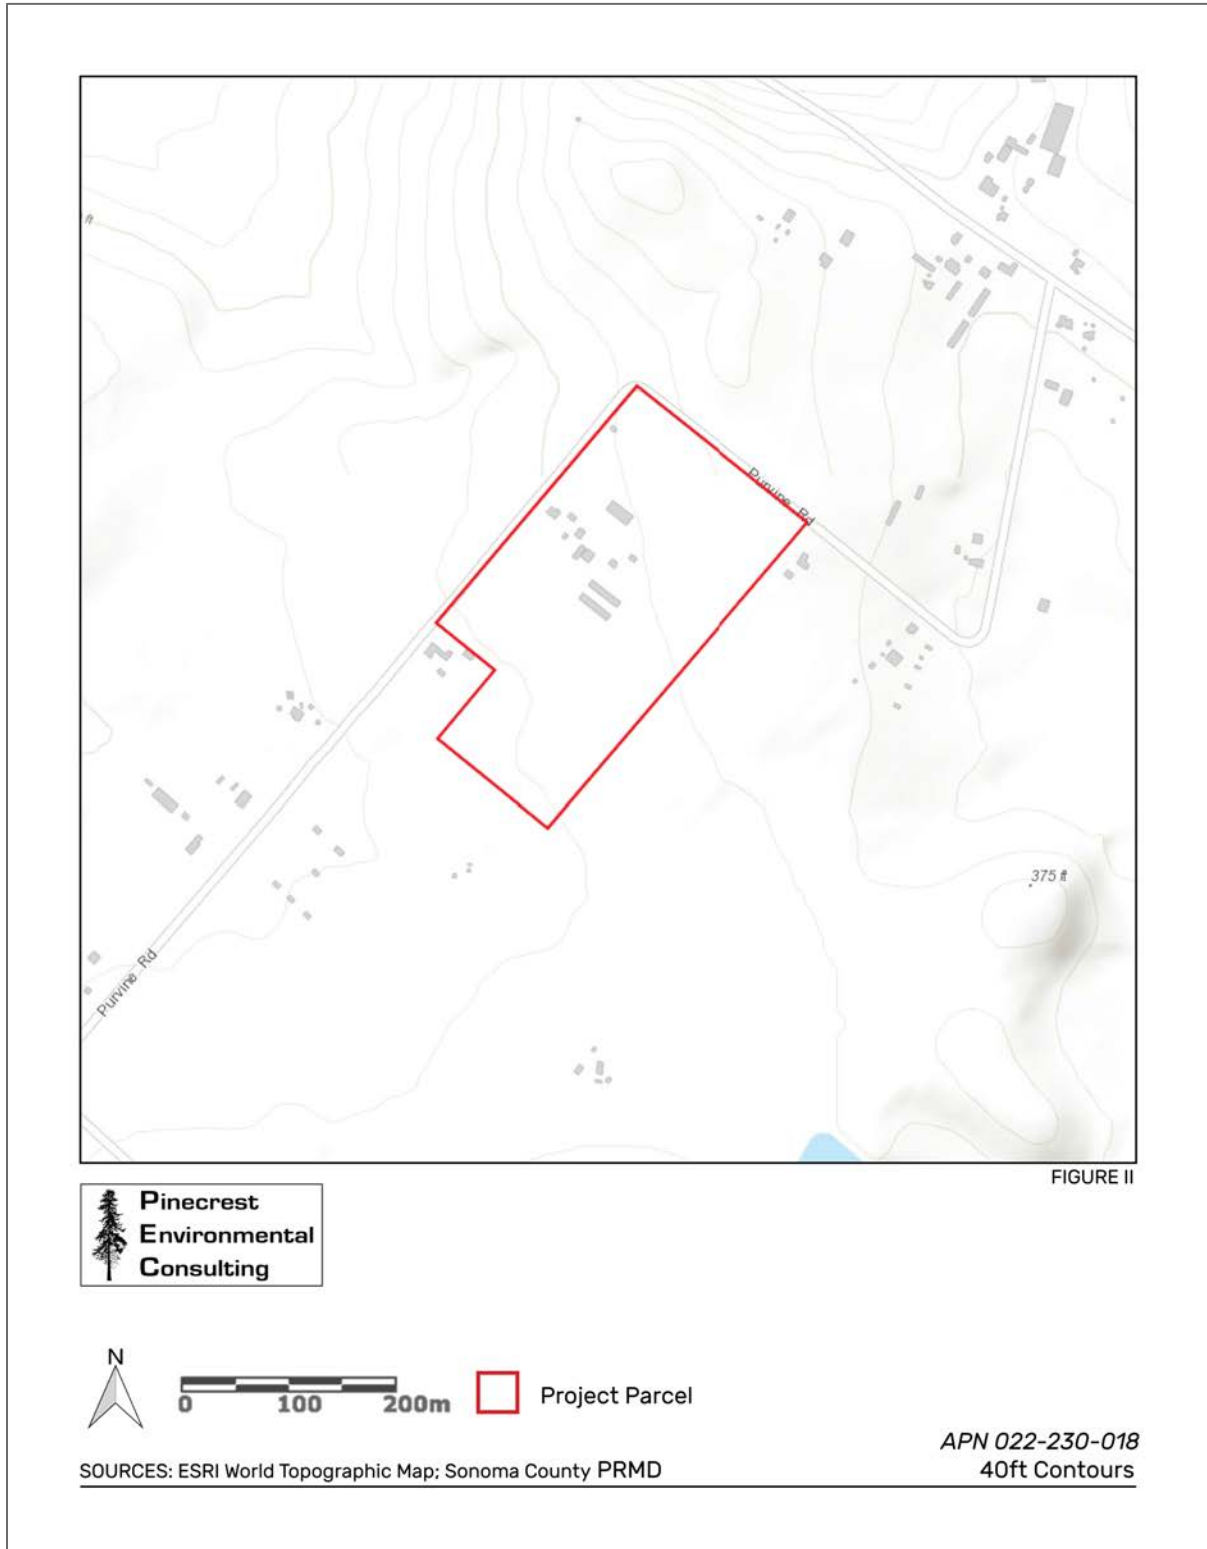 ft
Purvine Rd
375 ft
Purvine Rd
FIGURE II
Pinecrest
Environmental
Consulting
N
0 100 200m
Project Parcel
APN 022-230-018
SOURCES: ESRI World Topographic Map; Sonoma County PRMD
40ft Contours